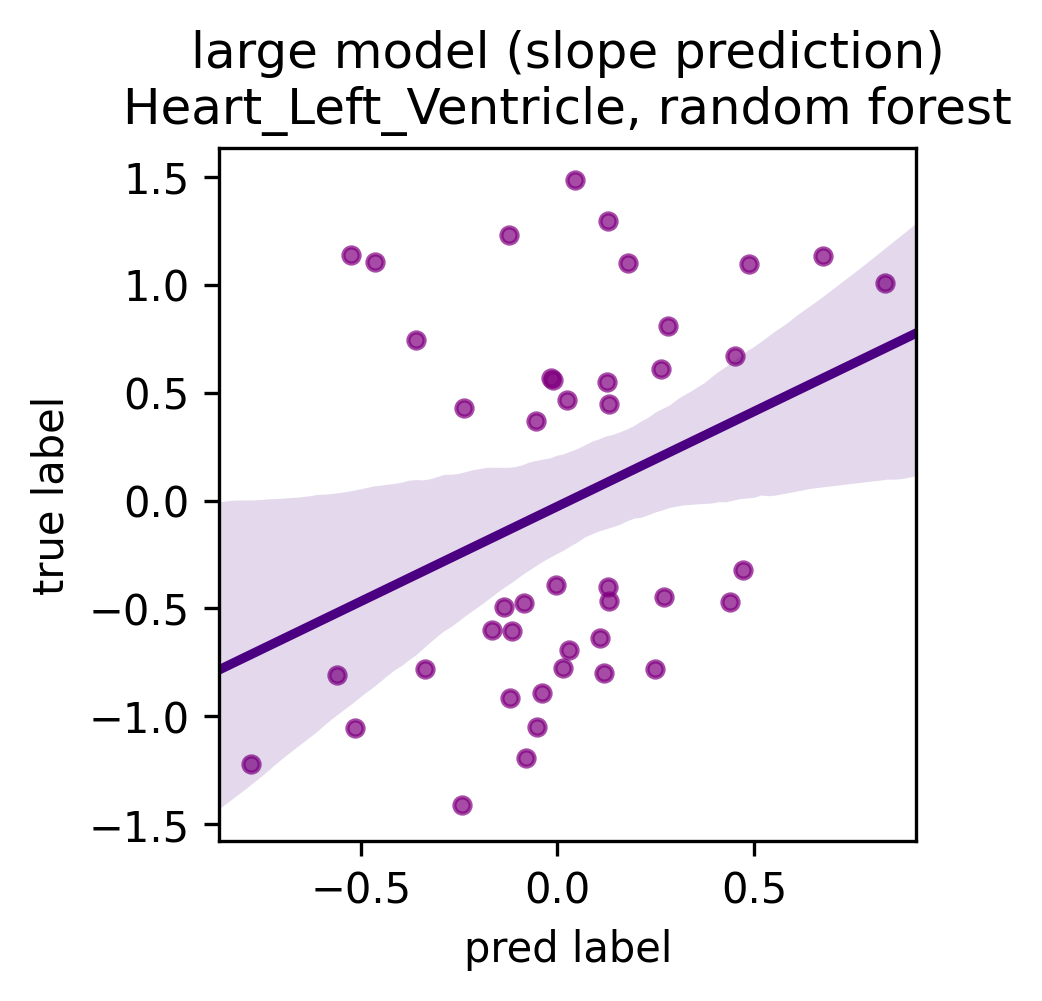 large model (slope prediction)
Heart_Left_Ventricle, random forest
1.5
1.0
0.5
0.0
−0.5
−1.0
−1.5
true label
−0.5
0.0
0.5
pred label